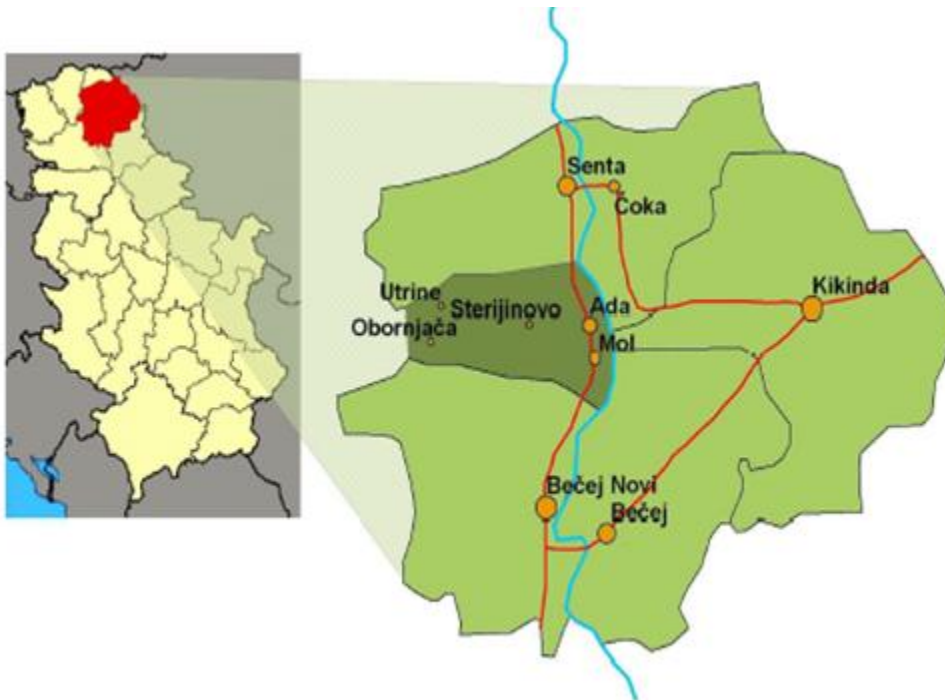 Senta
Čoka
Kikinda
Utrine
Sterijinovo
Ada
Obornjača
Mol
Bečej Novi
Bečej